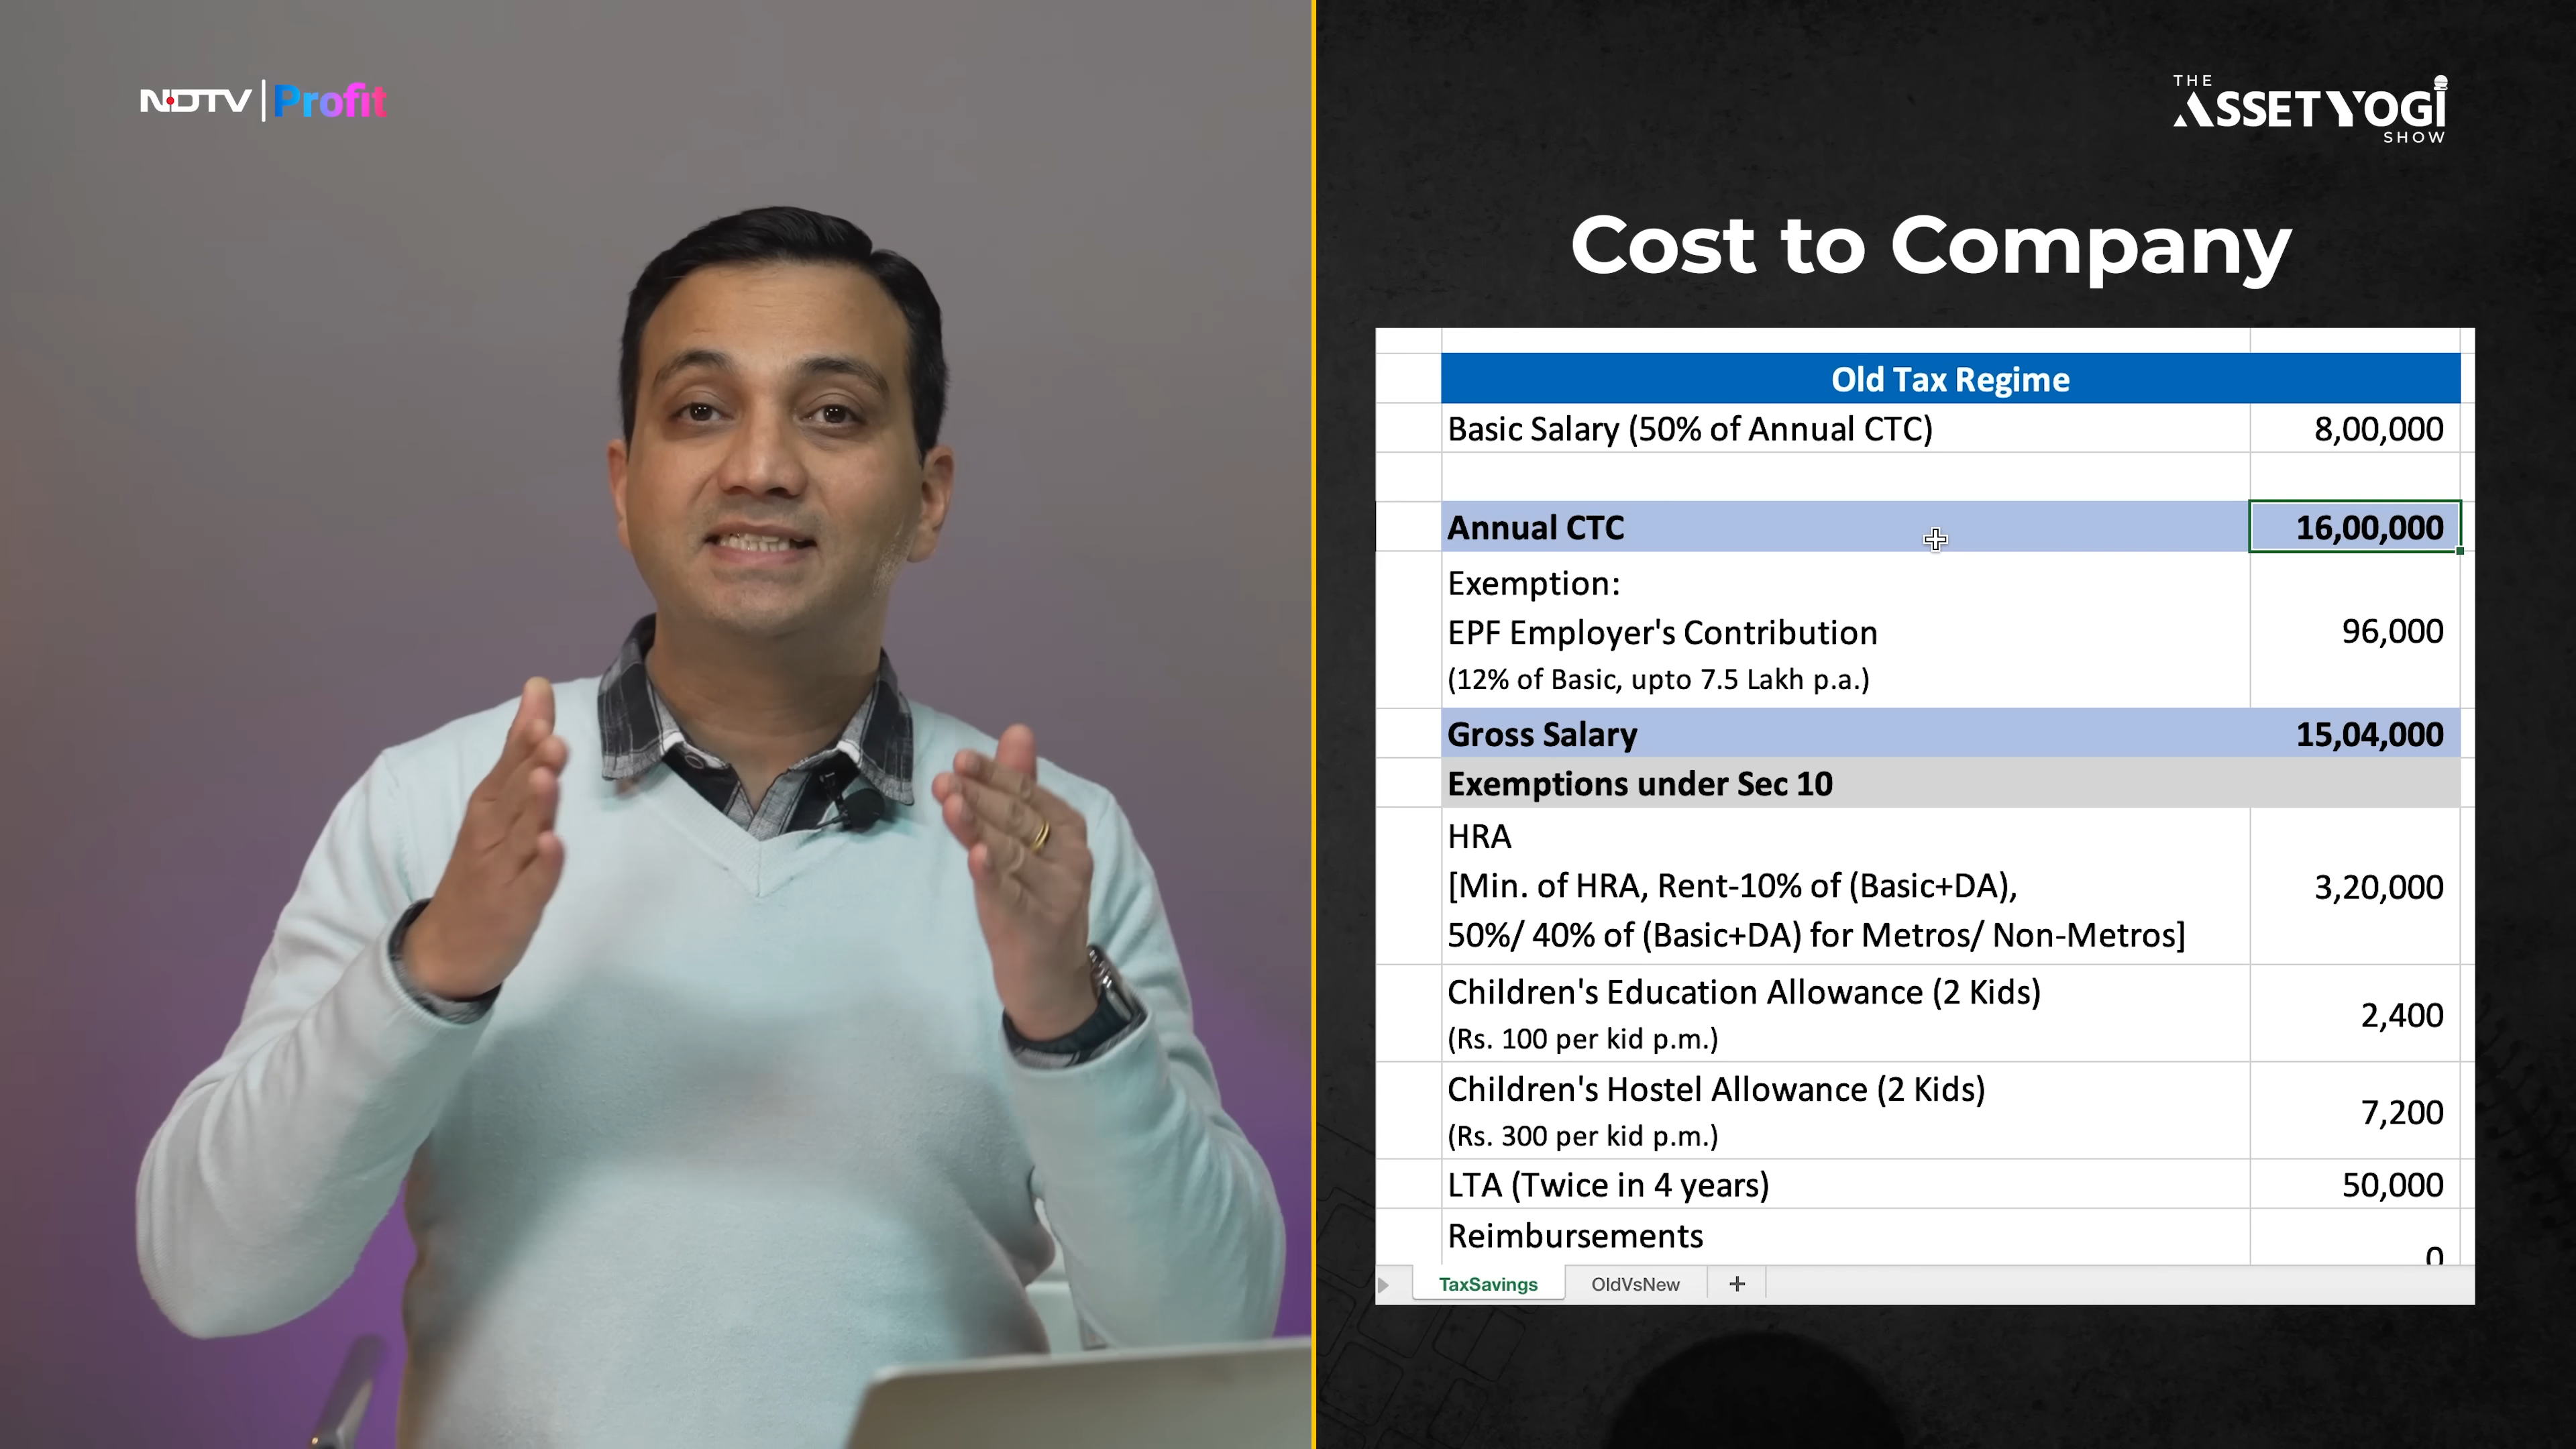 NDTV | Profit
THE
ASSET YOGI
SHOW
Cost to Company
Old Tax Regime
Basic Salary (50% of Annual CTC) 8,00,000
Annual CTC 16,00,000
Exemption:
EPF Employer's Contribution 96,000
(12% of Basic, upto 7.5 Lakh p.a.)
Gross Salary 15,04,000
Exemptions under Sec 10
HRA
[Min. of HRA, Rent-10% of (Basic+DA), 3,20,000
50%/ 40% of (Basic+DA) for Metros/ Non-Metros]
Children's Education Allowance (2 Kids) 2,400
(Rs. 100 per kid p.m.)
Children's Hostel Allowance (2 Kids) 7,200
(Rs. 300 per kid p.m.)
LTA (Twice in 4 years) 50,000
Reimbursements 0
TaxSavings OldVsNew +